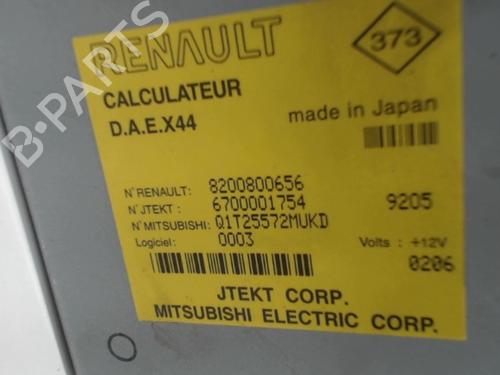 RENAULT
373
CALCULATEUR
D.A.E.X44
made in Japan
N°RENAULT: 8200800656
N°JTEKT : 6700001754 9205
N°MITSUBISHI: Q1T25572MUKD
Logiciel: 0003 Volts : +12V
0206
JTEKT CORP.
MITSUBISHI ELECTRIC CORP.
B-PARTS